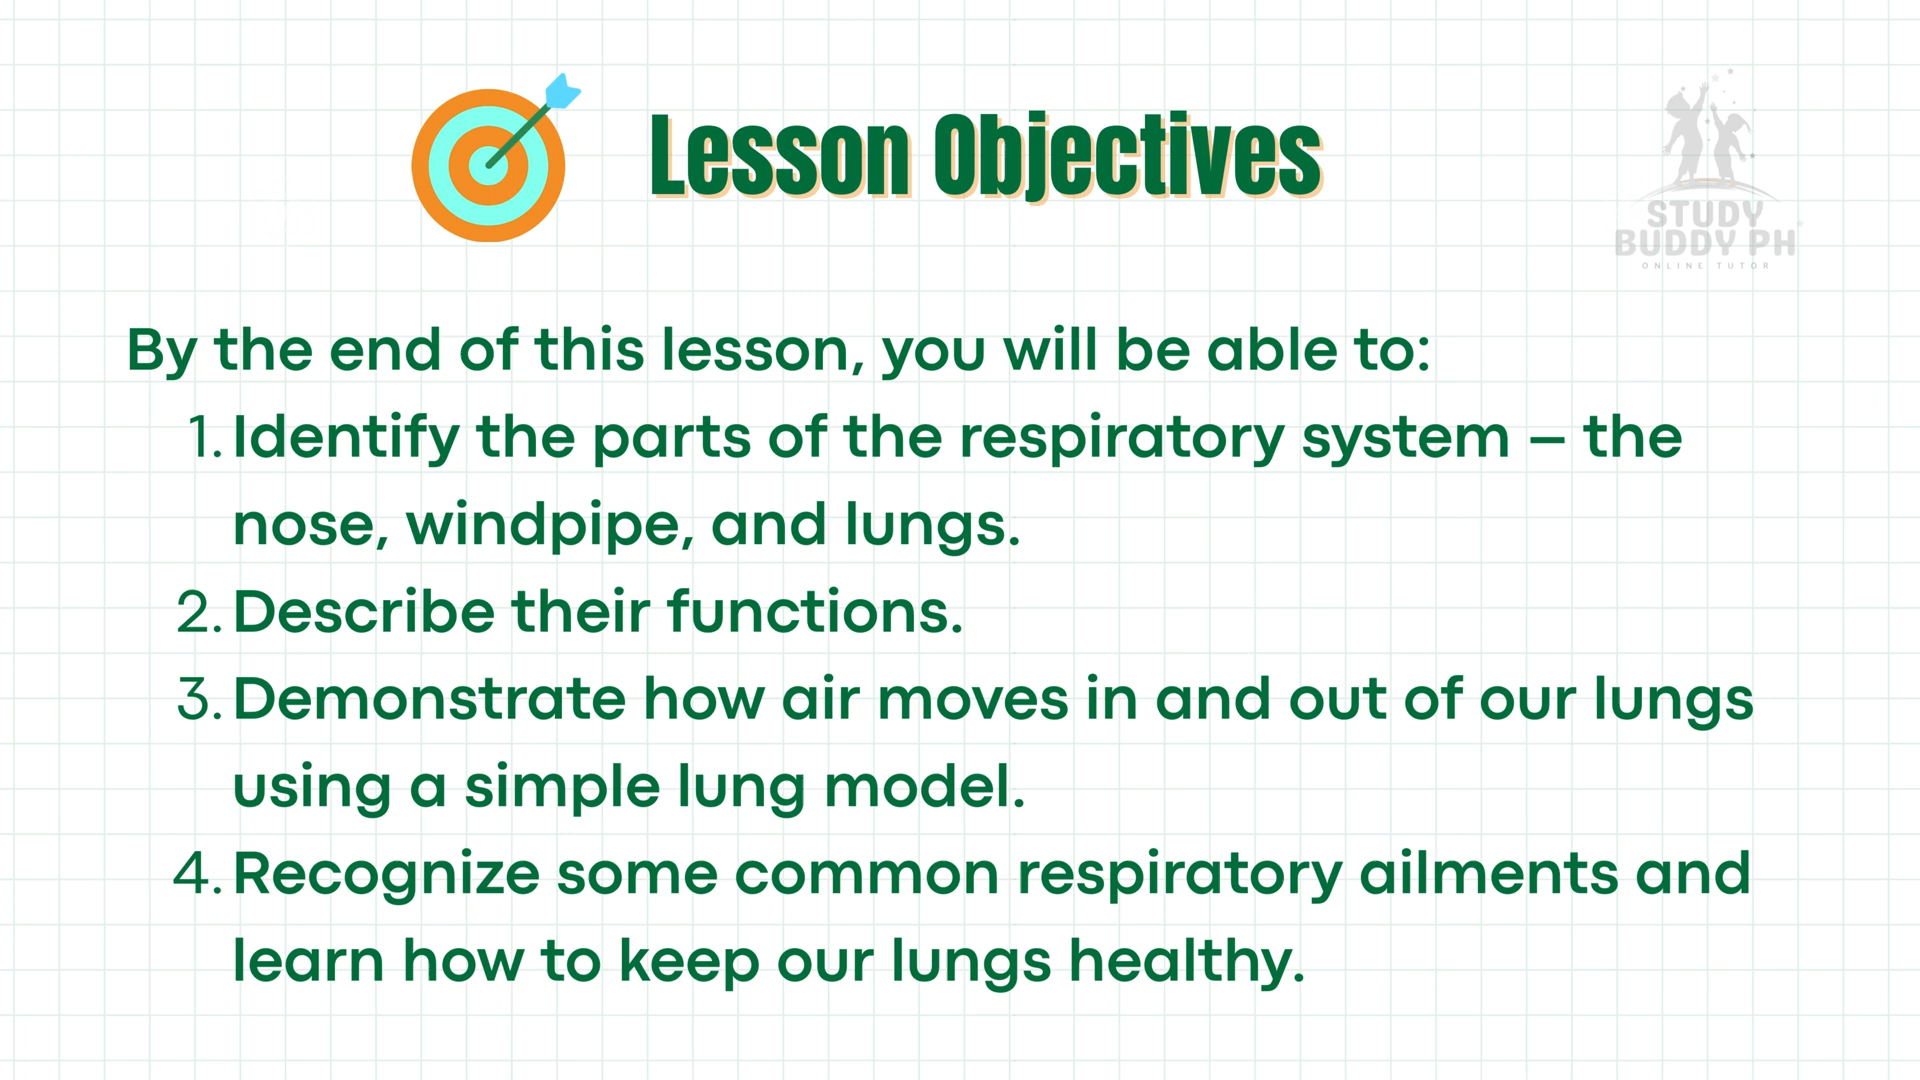 Lesson Objectives
STUDY
BUDDY PH
ONLINE TUTOR
By the end of this lesson, you will be able to:
1. Identify the parts of the respiratory system – the
nose, windpipe, and lungs.
2. Describe their functions.
3. Demonstrate how air moves in and out of our lungs
using a simple lung model.
4. Recognize some common respiratory ailments and
learn how to keep our lungs healthy.